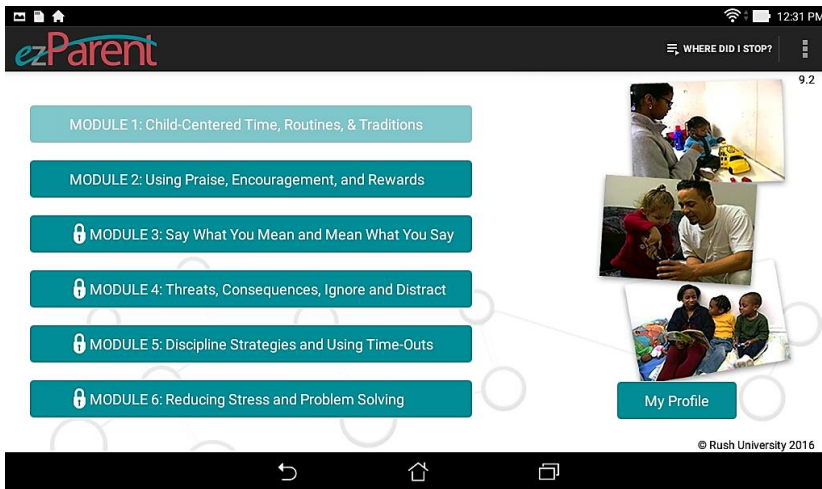 12:31 PM
ezParent
WHERE DID I STOP?
9.2
MODULE 1: Child-Centered Time, Routines, & Traditions
MODULE 2: Using Praise, Encouragement, and Rewards
MODULE 3: Say What You Mean and Mean What You Say
MODULE 4: Threats, Consequences, Ignore and Distract
MODULE 5: Discipline Strategies and Using Time-Outs
MODULE 6: Reducing Stress and Problem Solving
My Profile
© Rush University 2016